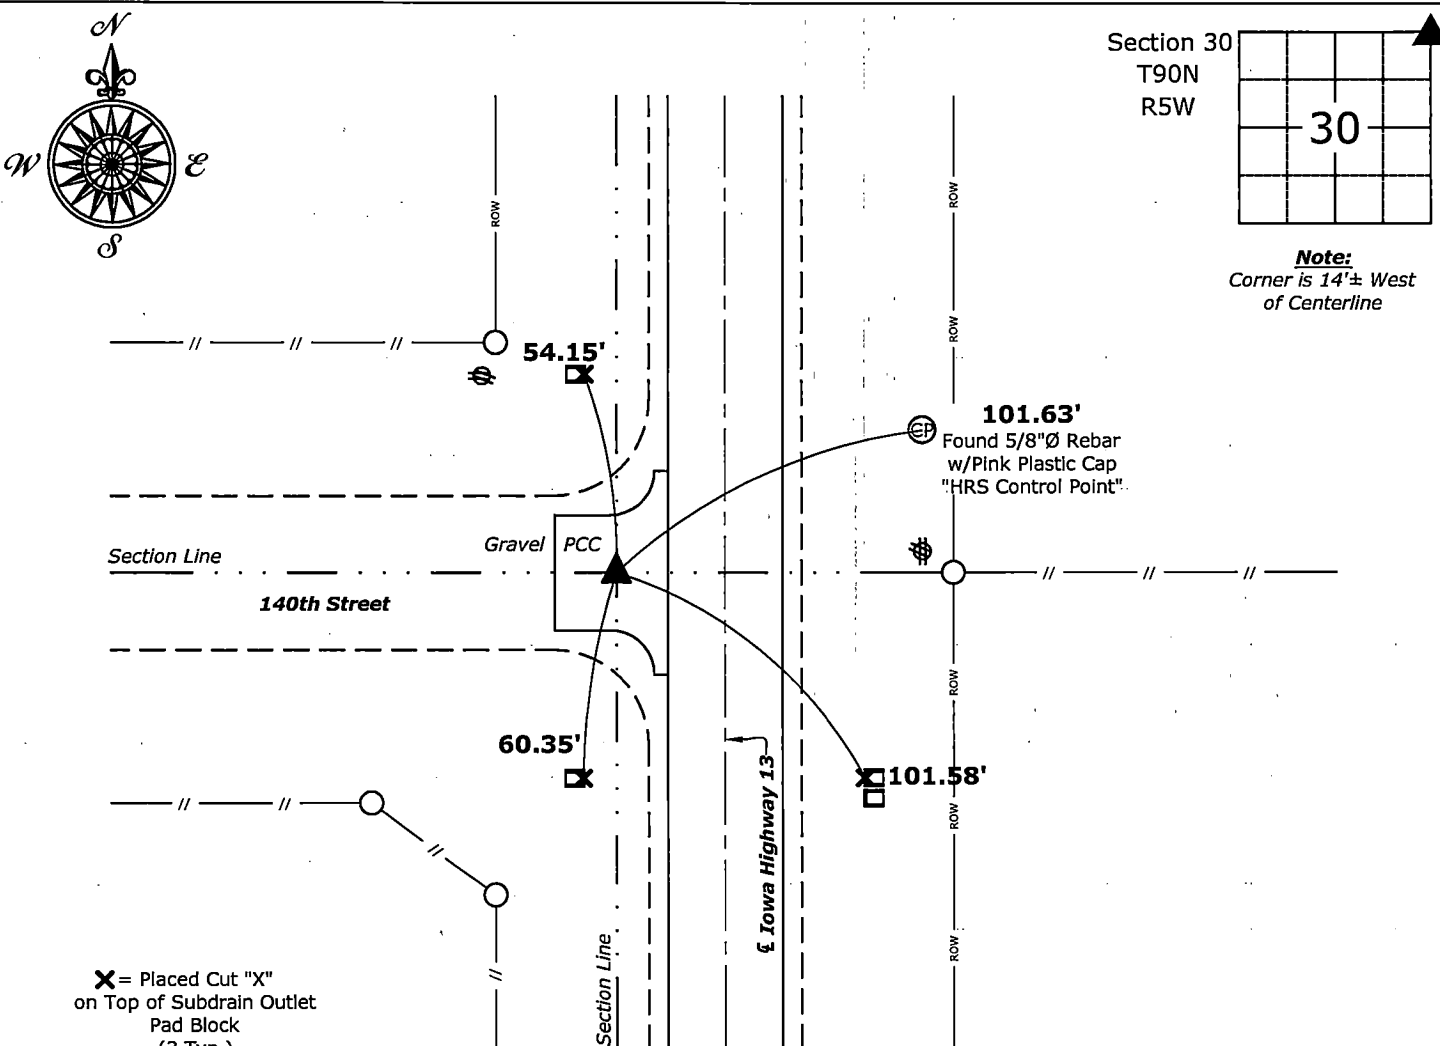 N
W
E
S
Section 30
T90N
R5W
30
Note:
Corner is 14'± West
of Centerline
ROW
ROW
ROW
54.15'
101.63'
CP
Found 5/8"Ø Rebar
w/Pink Plastic Cap
"HRS Control Point"
Section Line
Gravel
PCC
140th Street
ROW
60.35'
101.58'
ROW
℄ Iowa Highway 13
ROW
Section Line
X = Placed Cut "X"
on Top of Subdrain Outlet
Pad Block